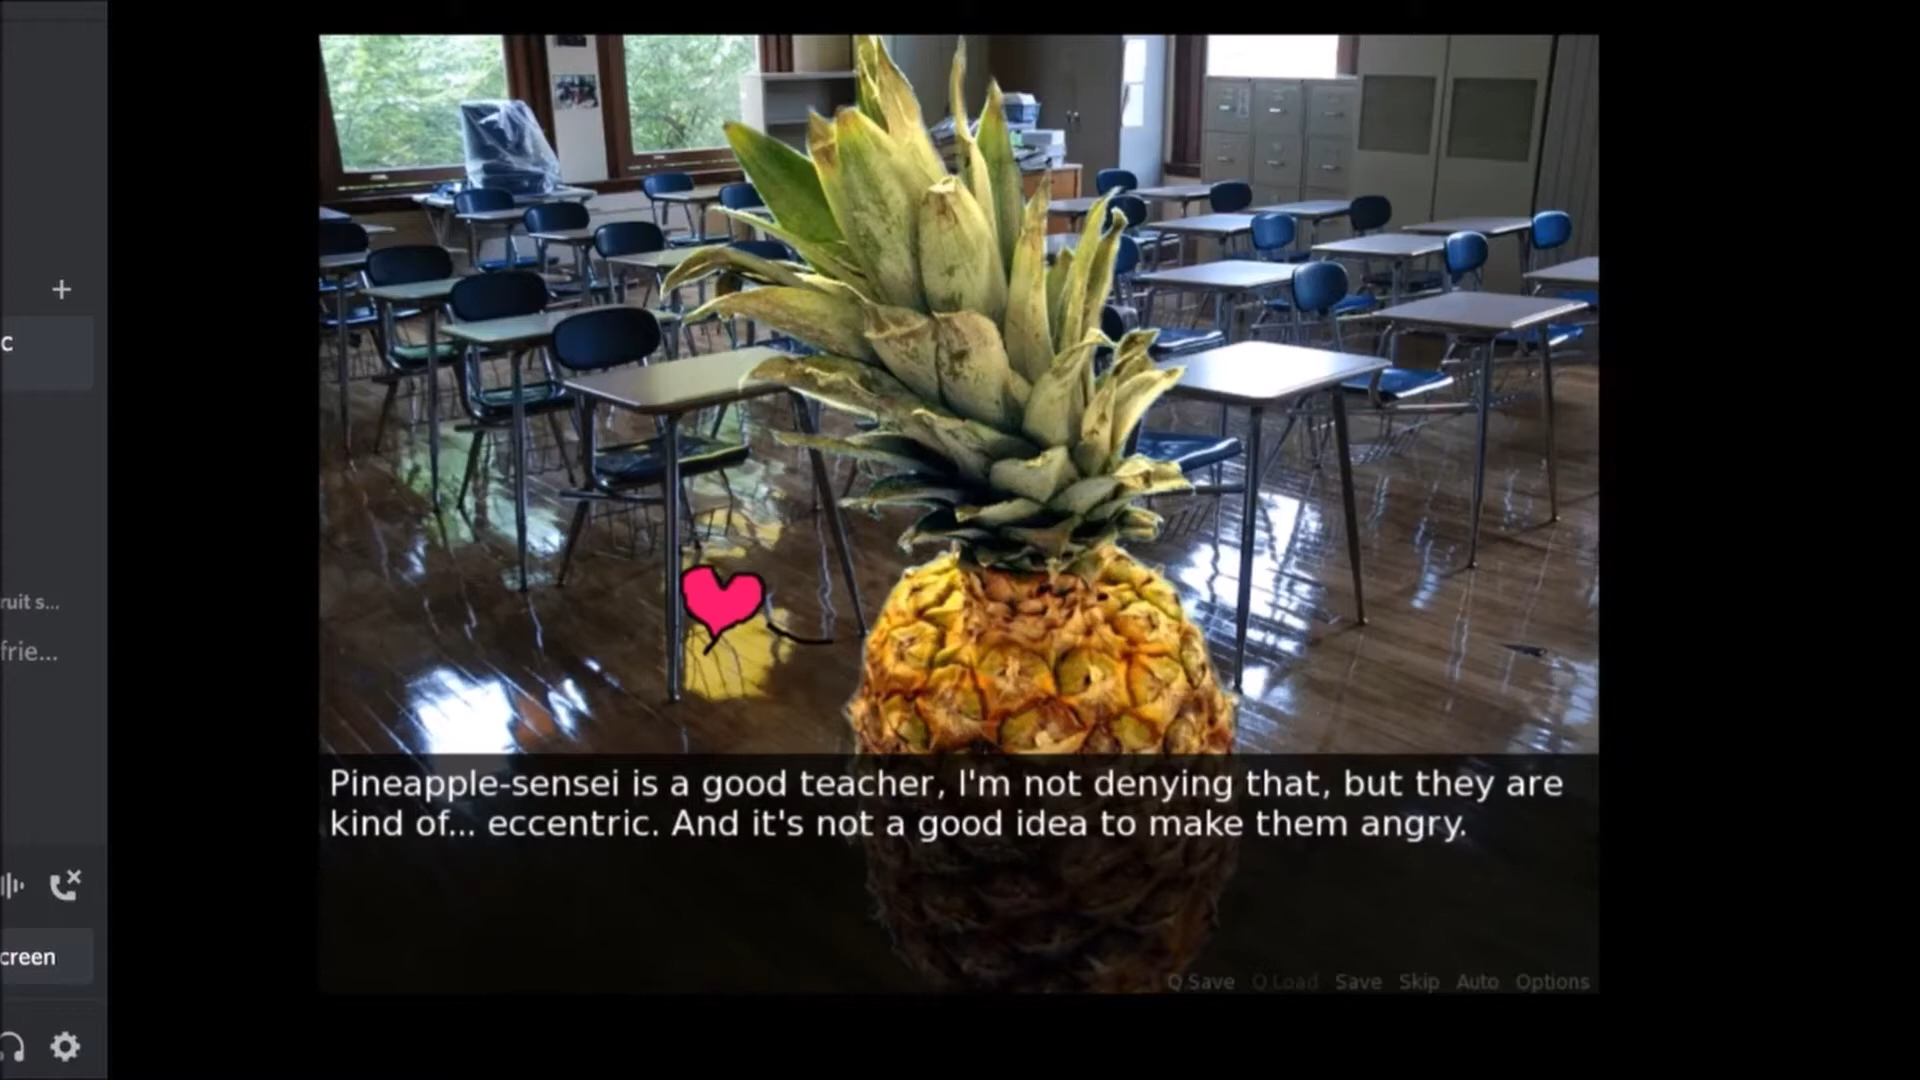 c
ruit s...
frie...
Pineapple-sensei is a good teacher, I'm not denying that, but they are
kind of... eccentric. And it's not a good idea to make them angry.
creen
Q Save Q Load Save Skip Auto Options